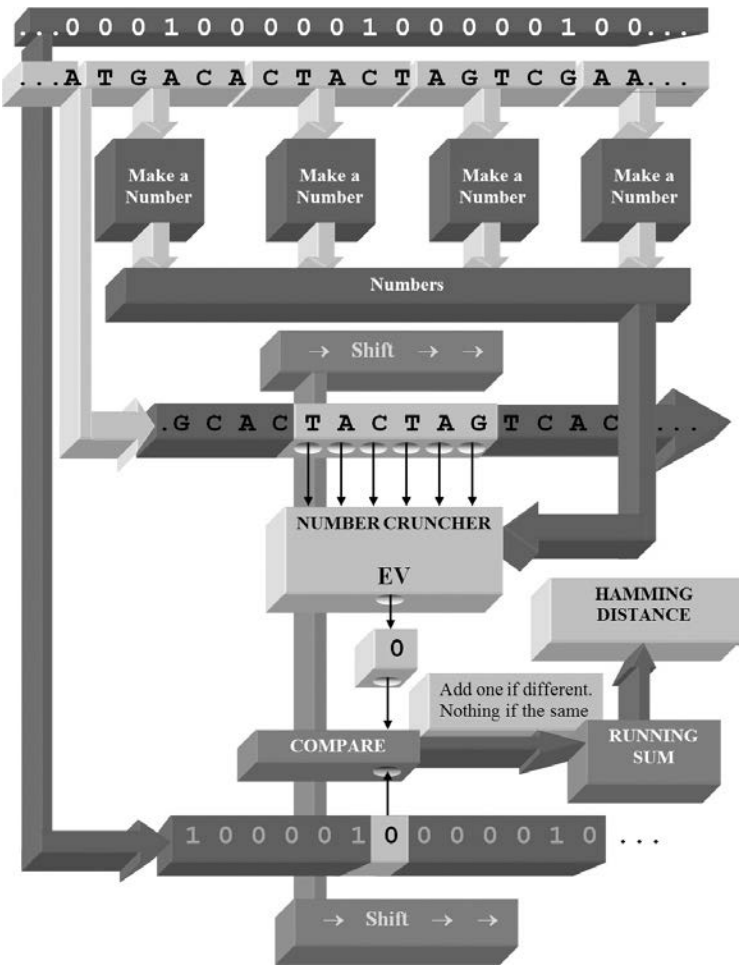 ...0 0 0 1 0 0 0 0 0 1 0 0 0 0 0 1 0 0...
...A T G A C A C T A C T A G T C G A A...
Make a Number
Make a Number
Make a Number
Make a Number
Numbers
→ Shift → →
.G C A C T A C T A G T C A C ...
NUMBER CRUNCHER
EV
HAMMING
DISTANCE
0
Add one if different.
Nothing if the same
COMPARE
RUNNING
SUM
1 0 0 0 0 1 0 0 0 0 0 1 0 ...
→ Shift → →